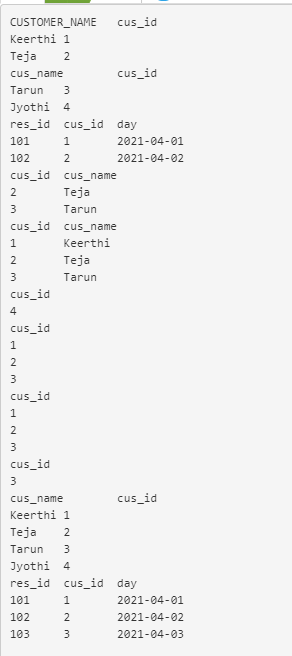 CUSTOMER_NAME cus_id
Keerthi 1
Teja 2
cus_name cus_id
Tarun 3
Jyothi 4
res_id cus_id day
101 1 2021-04-01
102 2 2021-04-02
cus_id cus_name
2 Teja
3 Tarun
cus_id cus_name
1 Keerthi
2 Teja
3 Tarun
cus_id
4
cus_id
1
2
3
cus_id
1
2
3
cus_id
3
cus_name cus_id
Keerthi 1
Teja 2
Tarun 3
Jyothi 4
res_id cus_id day
101 1 2021-04-01
102 2 2021-04-02
103 3 2021-04-03